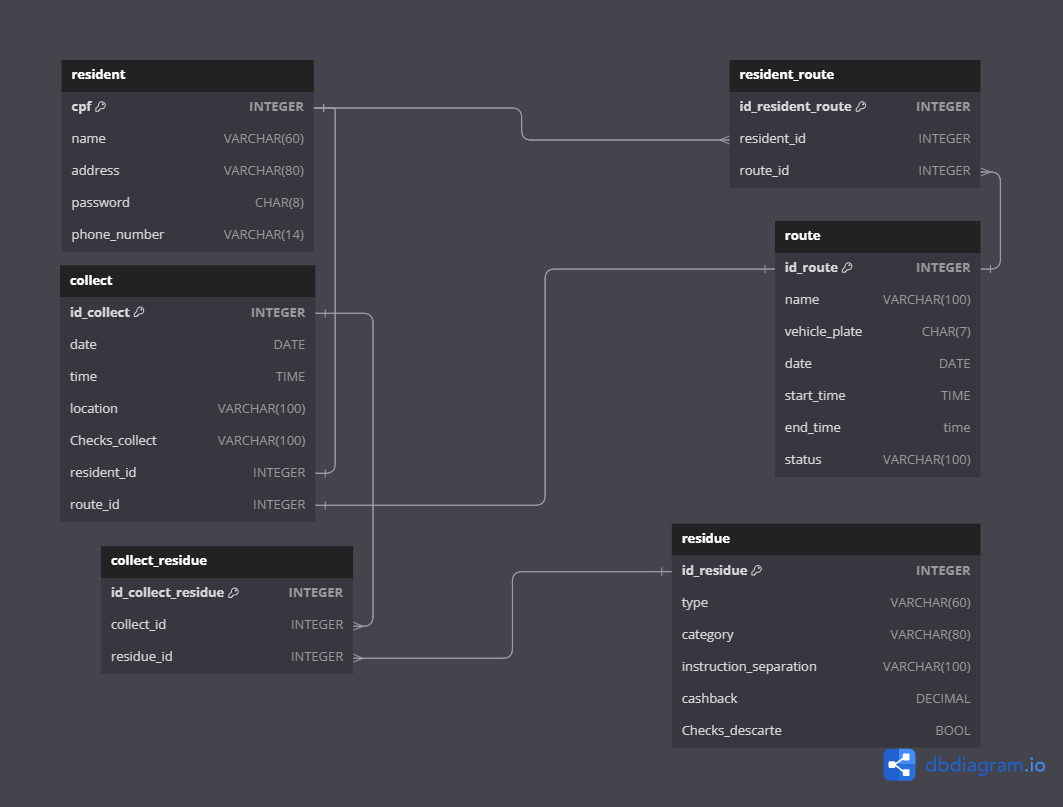 resident
cpf INTEGER
name VARCHAR(60)
address VARCHAR(80)
password CHAR(8)
phone_number VARCHAR(14)
collect
id_collect INTEGER
date DATE
time TIME
location VARCHAR(100)
Checks_collect VARCHAR(100)
resident_id INTEGER
route_id INTEGER
collect_residue
id_collect_residue INTEGER
collect_id INTEGER
residue_id INTEGER
resident_route
id_resident_route INTEGER
resident_id INTEGER
route_id INTEGER
route
id_route INTEGER
name VARCHAR(100)
vehicle_plate CHAR(7)
date DATE
start_time TIME
end_time time
status VARCHAR(100)
residue
id_residue INTEGER
type VARCHAR(60)
category VARCHAR(80)
instruction_separation VARCHAR(100)
cashback DECIMAL
Checks_descarte BOOL
dbdiagram.io